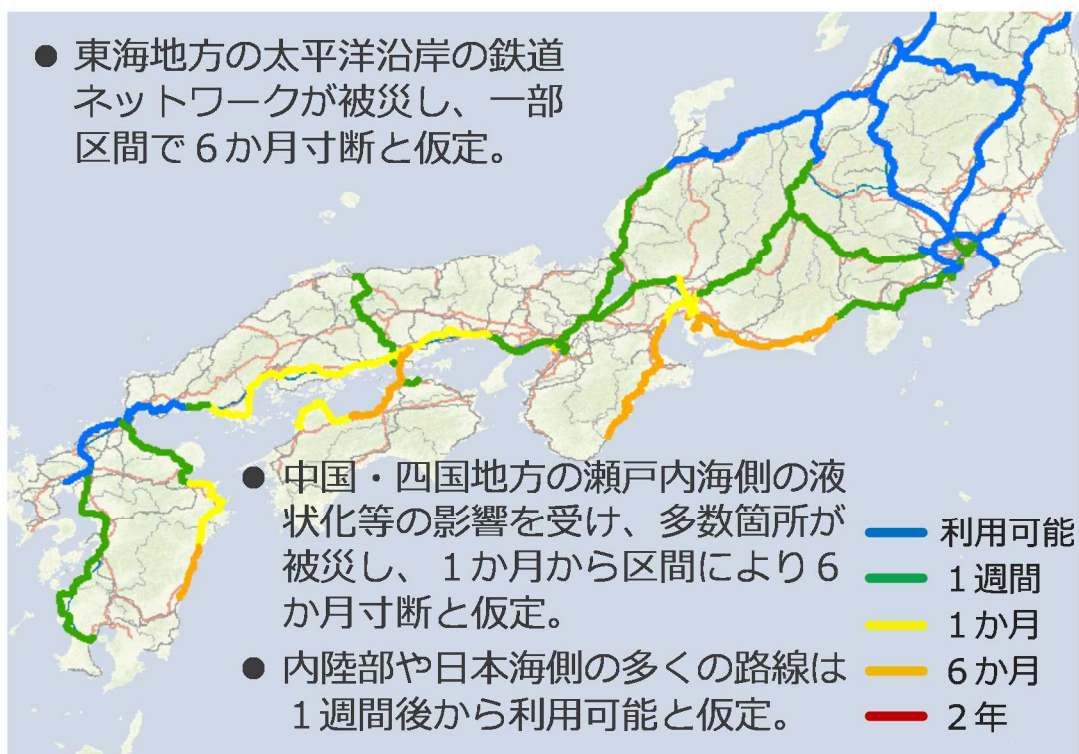 ● 東海地方の太平洋沿岸の鉄道
ネットワークが被災し、一部
区間で６か月寸断と仮定。
● 中国・四国地方の瀬戸内海側の液
状化等の影響を受け、多数箇所が
被災し、１か月から区間により６
か月寸断と仮定。
● 内陸部や日本海側の多くの路線は
１週間後から利用可能と仮定。
利用可能
１週間
１か月
６か月
２年